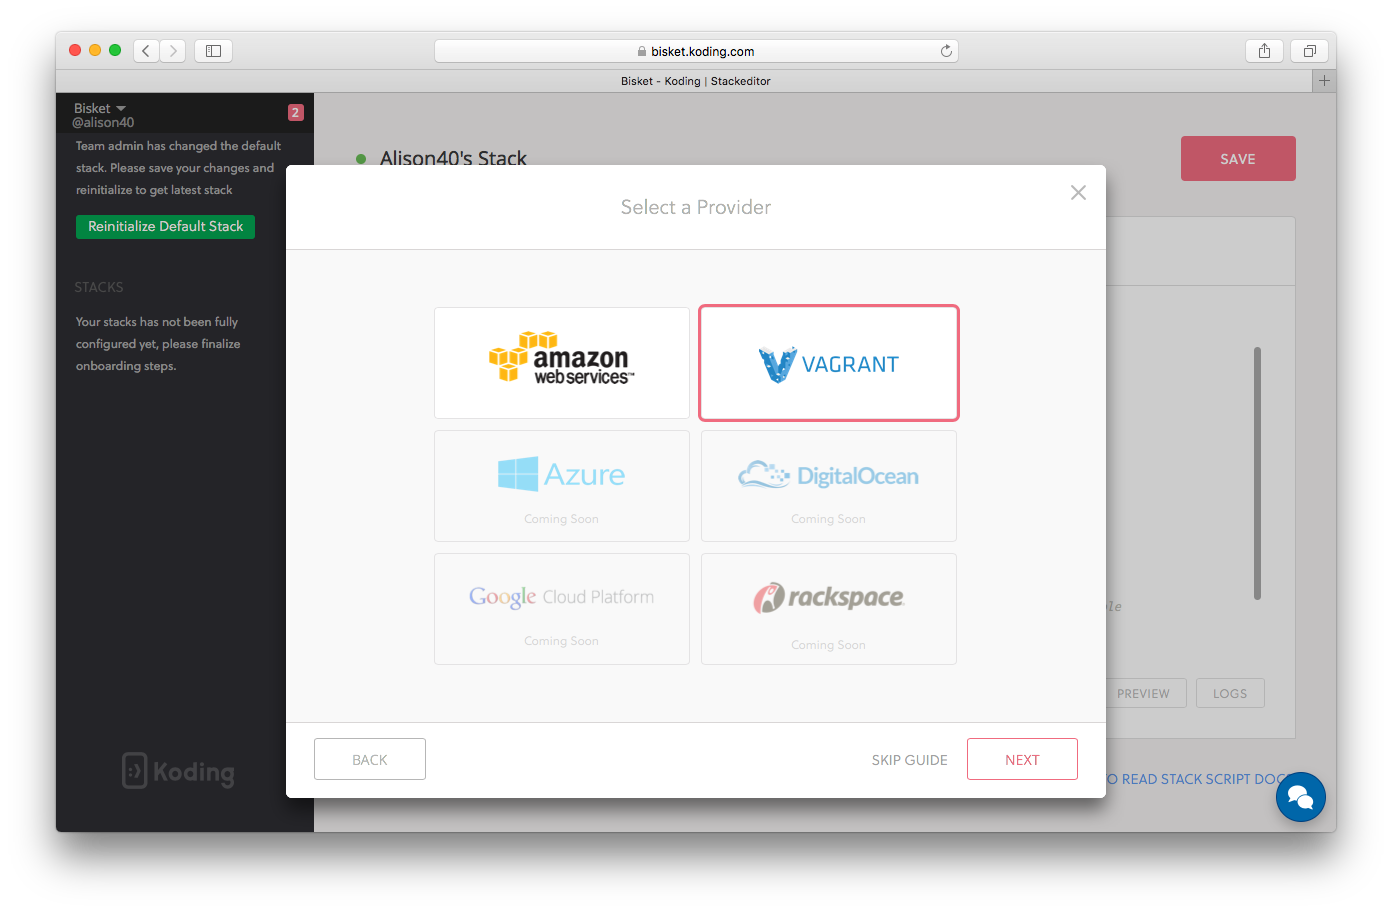 bisket.koding.com
Bisket - Koding | Stackeditor
Bisket
@alison40
2
Team admin has changed the default
stack. Please save your changes and
reinitialize to get latest stack
Reinitialize Default Stack
STACKS
Your stacks has not been fully
configured yet, please finalize
onboarding steps.
Koding
Alison40's Stack
SAVE
Select a Provider
amazon
web services™
VAGRANT
Azure
Coming Soon
DigitalOcean
Coming Soon
Google Cloud Platform
Coming Soon
rackspace
Coming Soon
BACK
SKIP GUIDE
NEXT
PREVIEW
LOGS
READ STACK SCRIPT